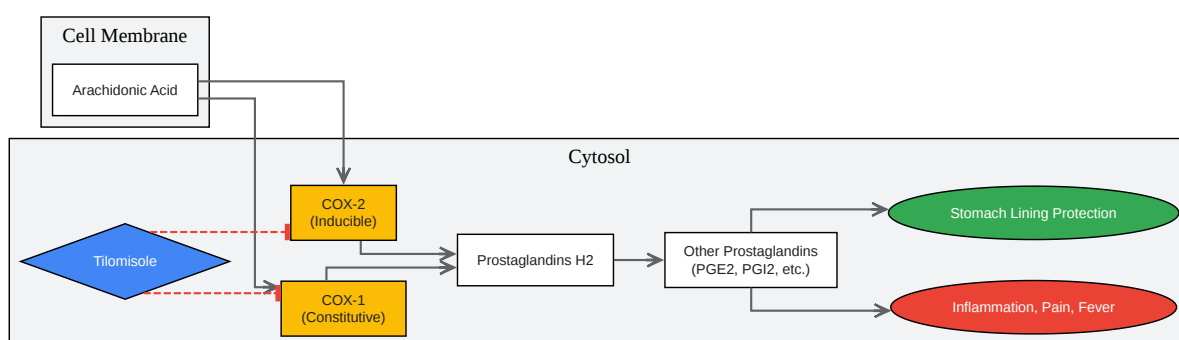 Cell Membrane
Arachidonic Acid
Cytosol
COX-2
(Inducible)
Stomach Lining Protection
Tilomisole
Prostaglandins H2
Other Prostaglandins
(PGE2, PGI2, etc.)
COX-1
(Constitutive)
Inflammation, Pain, Fever